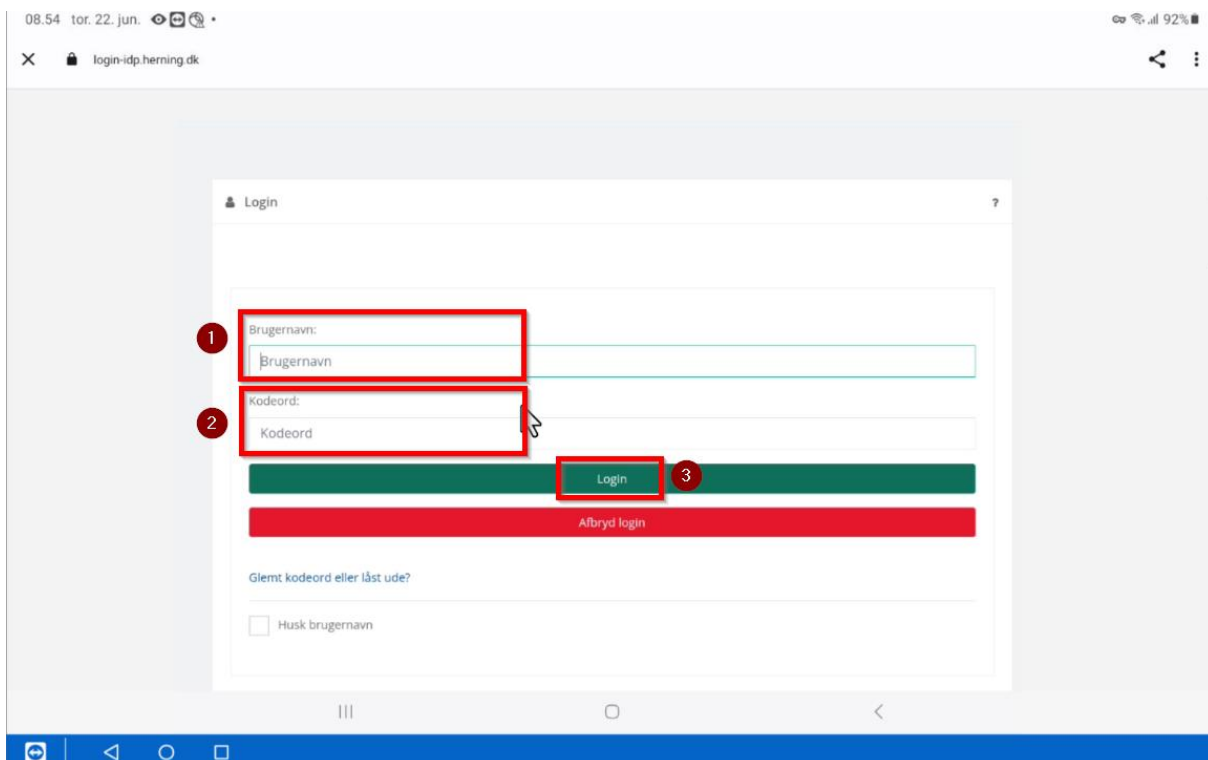 08.54 tor. 22. jun.
92%
login-idp.herning.dk
Login ?
1
Brugernavn:
Brugernavn
2
Kodeord:
Kodeord
Login 3
Afbryd login
Glemt kodeord eller låst ude?
Husk brugernavn